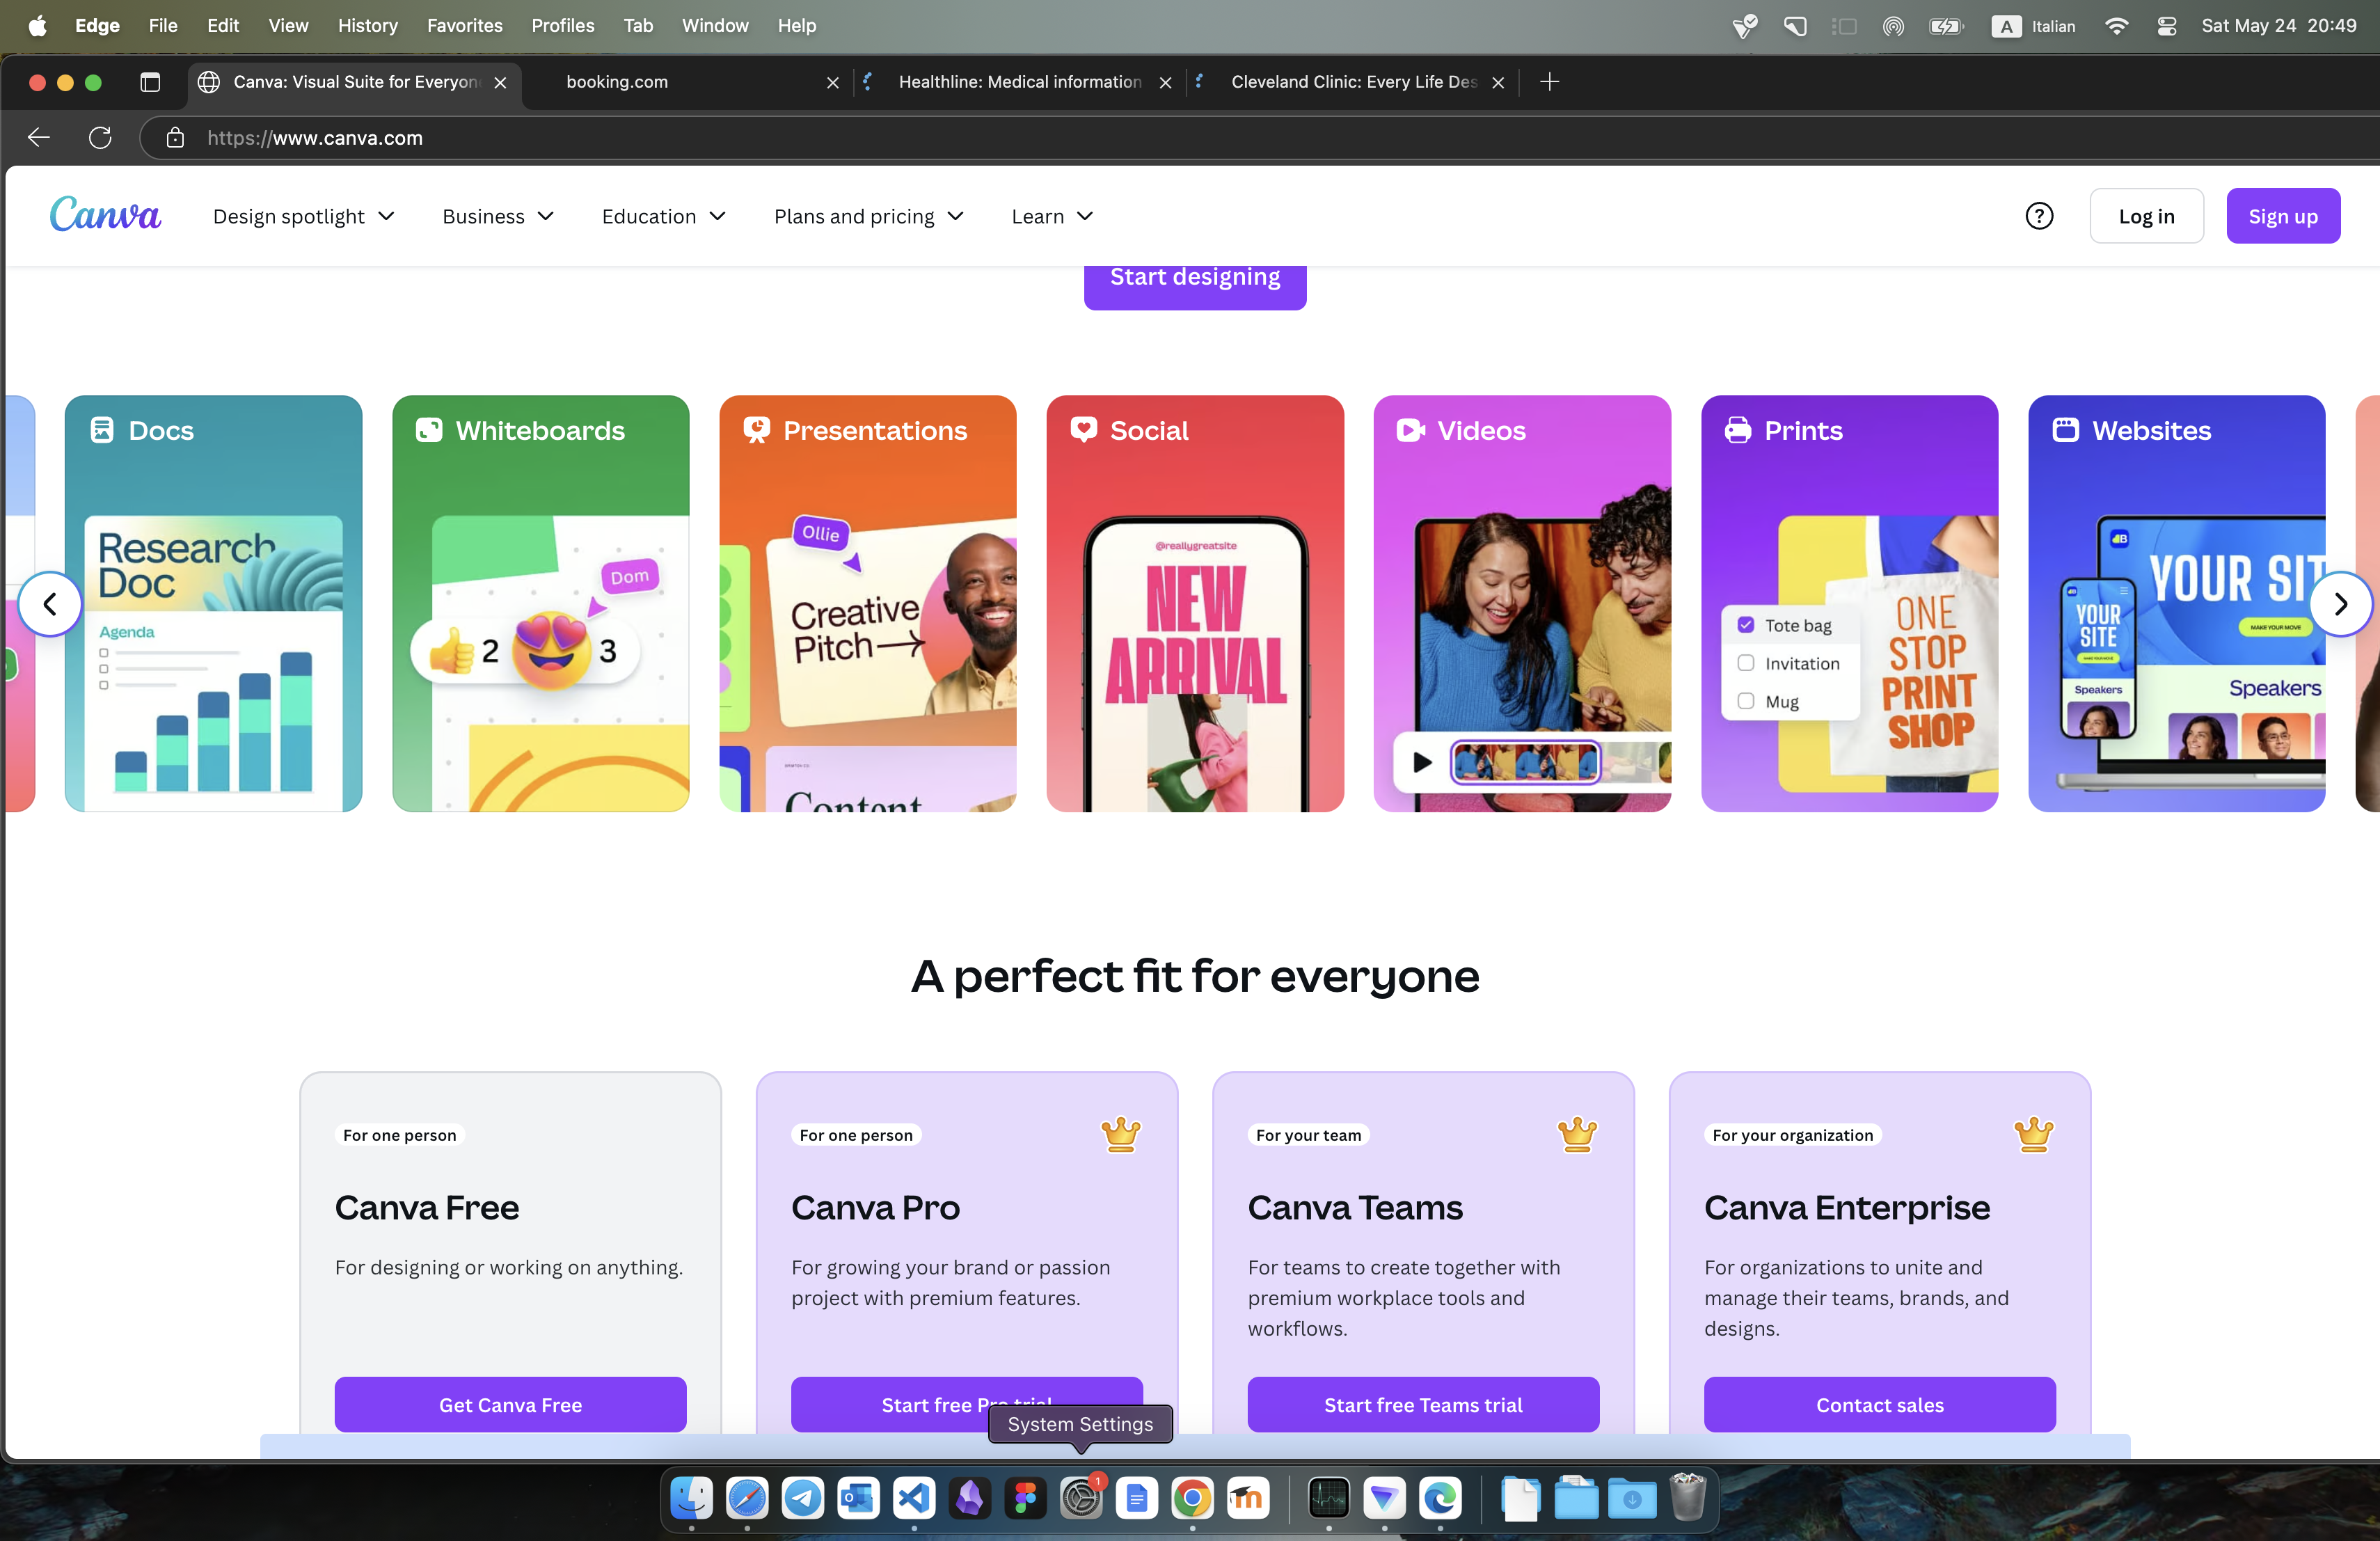 Edge File Edit View History Favorites Profiles Tab Window Help A Italian Sat May 24 20:49
Canva: Visual Suite for Everyon booking.com Healthline: Medical information Cleveland Clinic: Every Life Des
https://www.canva.com
Canva Design spotlight Business Education Plans and pricing Learn ? Log in Sign up
Start designing
Docs
Research
Doc
Agenda
Whiteboards
Dom
2 3
Presentations
Ollie
Creative
Pitch
Content
Social
@reallygreatsite
NEW
ARRIVAL
Videos
Prints
Tote bag
Invitation
Mug
ONE
STOP
PRINT
SHOP
Websites
B
YOUR SIT
MAKE YOUR MOVE
YOUR
SITE
Speakers
Speakers
A perfect fit for everyone
For one person
Canva Free
For designing or working on anything.
Get Canva Free
For one person
Canva Pro
For growing your brand or passion
project with premium features.
Start free Pro trial
For your team
Canva Teams
For teams to create together with
premium workplace tools and
workflows.
Start free Teams trial
For your organization
Canva Enterprise
For organizations to unite and
manage their teams, brands, and
designs.
Contact sales
System Settings
1